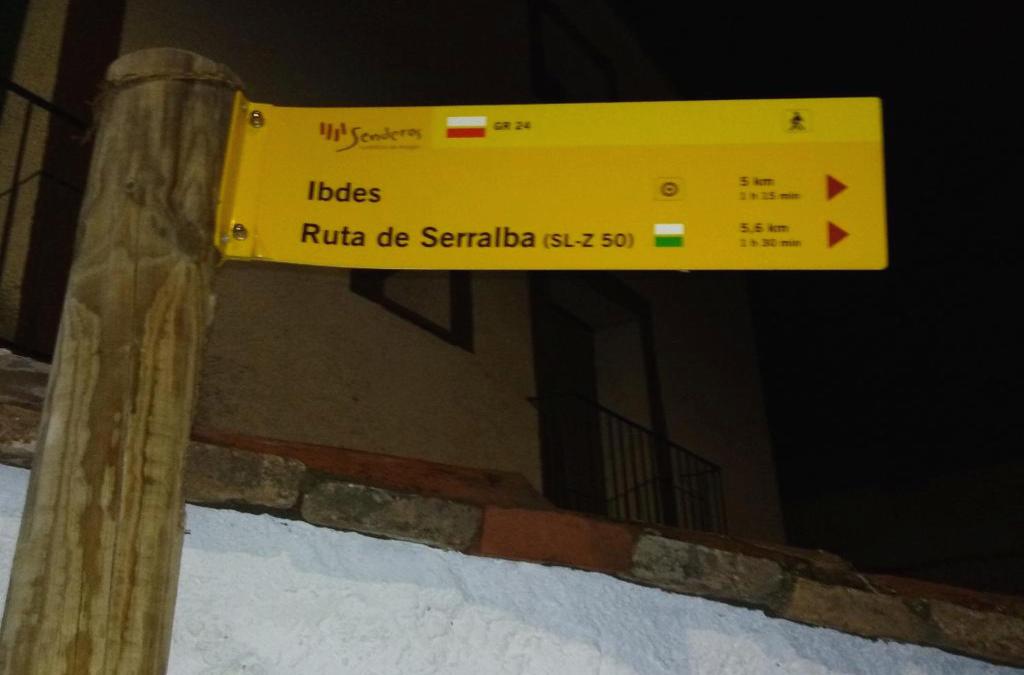 Senderos
GR 24
Ibdes
5 km
1 h 15 min
Ruta de Serralba (SL-Z 50)
5,6 km
1 h 30 min